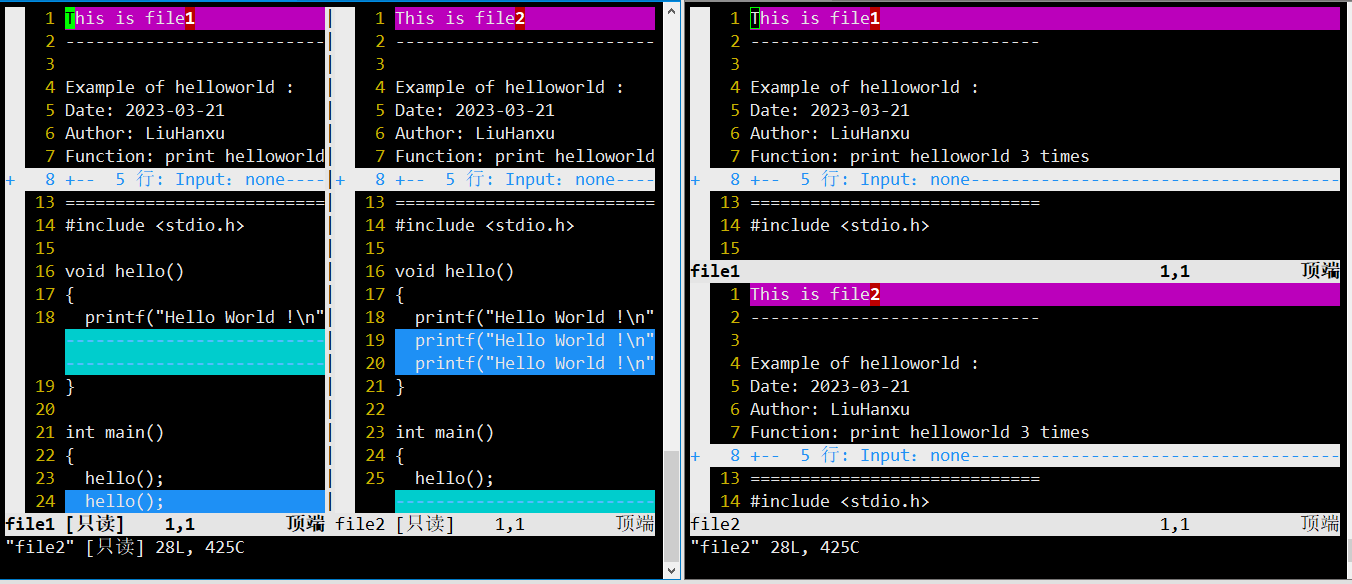 1 This is file1
2 --------------------------
3
4 Example of helloworld :
5 Date: 2023-03-21
6 Author: LiuHanxu
7 Function: print helloworld
+ 8 +-- 5 行: Input: none----
13 ==========================
14 #include <stdio.h>
15
16 void hello()
17 {
18 printf("Hello World !\n"
--------------------------
--------------------------
19 }
20
21 int main()
22 {
23 hello();
24 hello();
file1 [只读] 1,1 顶端
1 This is file2
2 --------------------------
3
4 Example of helloworld :
5 Date: 2023-03-21
6 Author: LiuHanxu
7 Function: print helloworld
+ 8 +-- 5 行: Input: none----
13 ==========================
14 #include <stdio.h>
15
16 void hello()
17 {
18 printf("Hello World !\n"
19 printf("Hello World !\n"
20 printf("Hello World !\n"
21 }
22
23 int main()
24 {
25 hello();
--------------------------
file2 [只读] 1,1 顶端
"file2" [只读] 28L, 425C
1 This is file1
2 -----------------------------
3
4 Example of helloworld :
5 Date: 2023-03-21
6 Author: LiuHanxu
7 Function: print helloworld 3 times
+ 8 +-- 5 行: Input: none-------------------------------------
13 =============================
14 #include <stdio.h>
15
file1 1,1 顶端
1 This is file2
2 -----------------------------
3
4 Example of helloworld :
5 Date: 2023-03-21
6 Author: LiuHanxu
7 Function: print helloworld 3 times
+ 8 +-- 5 行: Input: none-------------------------------------
13 =============================
14 #include <stdio.h>
file2 1,1 顶端
"file2" 28L, 425C